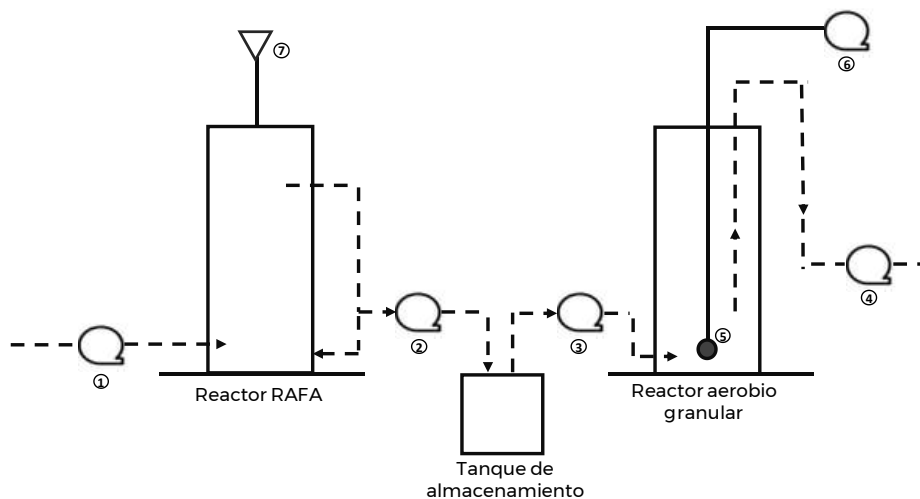 ⑦
⑥
⑤
④
①
②
③
Reactor RAFA
Reactor aerobio
granular
Tanque de
almacenamiento